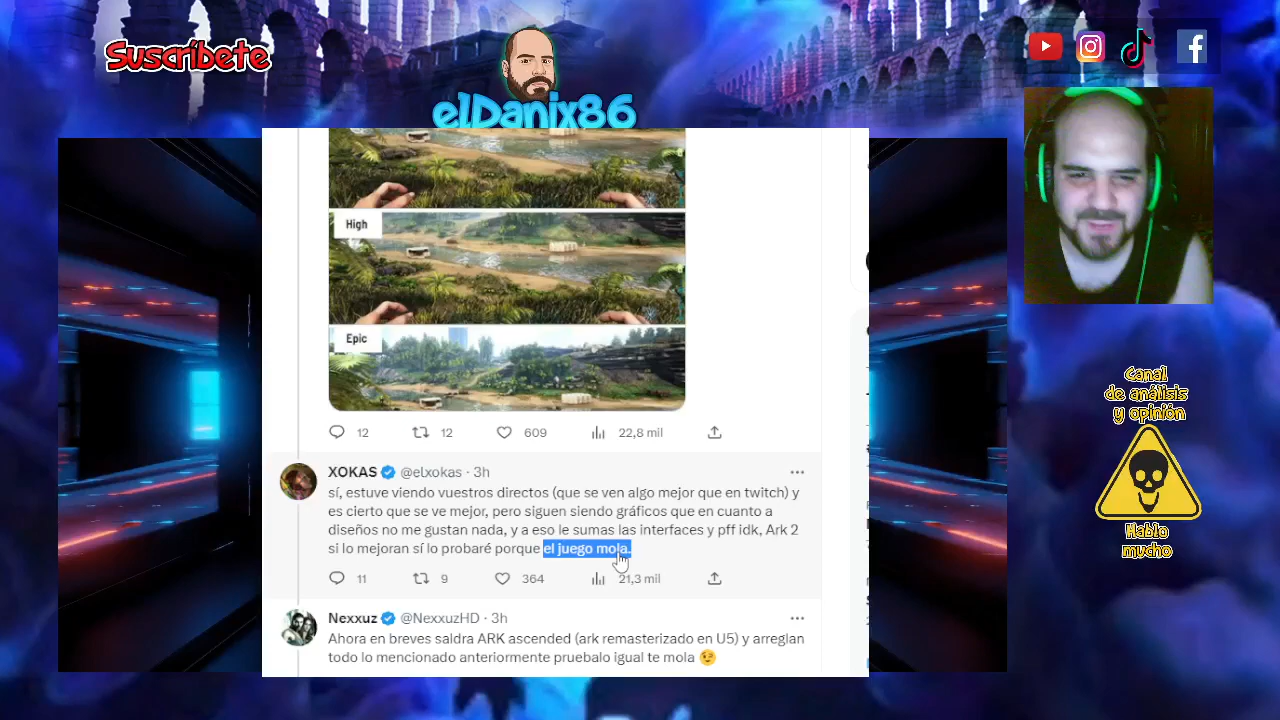 Suscríbete
elDanix86
High
Epic
12 12 609 22,8 mil
XOKAS @elxokas · 3h
sí, estuve viendo vuestros directos (que se ven algo mejor que en twitch) y
es cierto que se ve mejor, pero siguen siendo gráficos que en cuanto a
diseños no me gustan nada, y a eso le sumas las interfaces y pff idk, Ark 2
si lo mejoran sí lo probaré porque el juego mola.
11 9 364 21,3 mil
Nexxuz @NexxuzHD · 3h
Ahora en breves saldra ARK ascended (ark remasterizado en U5) y arreglan
todo lo mencionado anteriormente pruebalo igual te mola 😉
Canal
de análisis
y opinión
Hablo
mucho